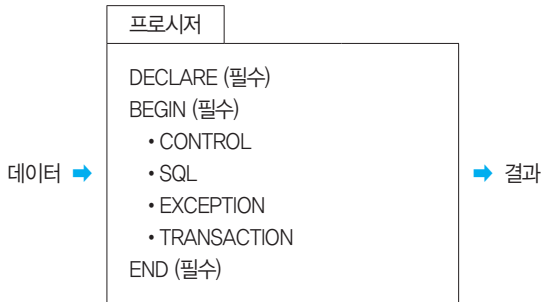 프로시저
DECLARE (필수)
BEGIN (필수)
• CONTROL
데이터 ➡ • SQL ➡ 결과
• EXCEPTION
• TRANSACTION
END (필수)